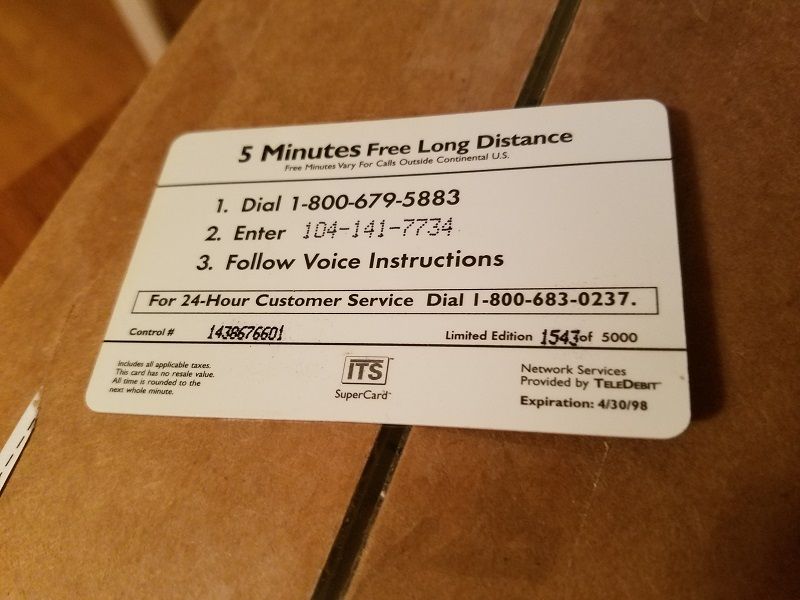 5 Minutes Free Long Distance
Free Minutes Vary For Calls Outside Continental U.S.
1. Dial 1-800-679-5883
2. Enter 104-141-7734
3. Follow Voice Instructions
For 24-Hour Customer Service Dial 1-800-683-0237.
Control # 1438676601
Limited Edition 1543 of 5000
Includes all applicable taxes.
This card has no resale value.
All time is rounded to the
next whole minute.
ITS
SuperCard™
Network Services
Provided by TELEDEBIT™
Expiration: 4/30/98